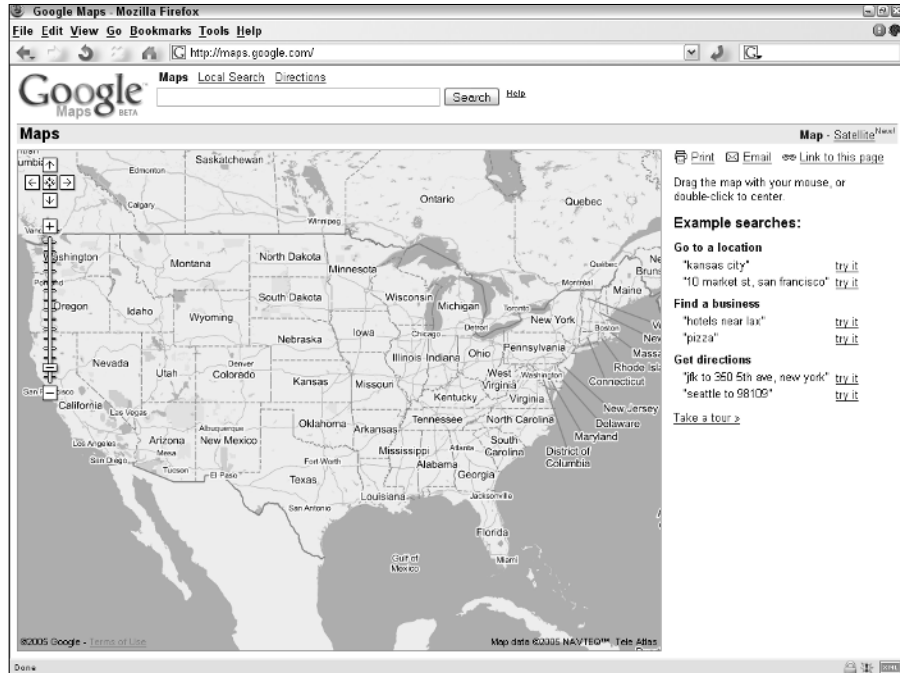 Google Maps - Mozilla Firefox
File Edit View Go Bookmarks Tools Help
http://maps.google.com/
Google Maps BETA
Maps Local Search Directions
Search Help
Maps
Map - Satellite New!
Print Email Link to this page
Drag the map with your mouse, or
double-click to center.
Example searches:
Go to a location
"kansas city" try it
"10 market st, san francisco" try it
Find a business
"hotels near lax" try it
"pizza" try it
Get directions
"jfk to 350 5th ave, new york" try it
"seattle to 98109" try it
Take a tour »
Saskatchewan
Edmonton
Calgary
Winnipeg
Ontario
Quebec
Québec
Montréal
Toronto
Maine
Washington
Montana
North Dakota
Minnesota
Oregon
Idaho
Wyoming
South Dakota
Wisconsin
Michigan
Detroit
New York
Boston
Nebraska
Iowa
Chicago
Illinois
Indiana
Ohio
Pennsylvania
Nevada
Utah
Denver
Colorado
Kansas
Missouri
West
Virginia
Washington
Virginia
Kentucky
Connecticut
New Jersey
Delaware
Maryland
District of
Columbia
California
Las Vegas
Los Angeles
San Diego
Arizona
Mesa
Tucson
Albuquerque
New Mexico
El Paso
Oklahoma
Arkansas
Tennessee
North Carolina
South
Carolina
Fort Worth
Texas
San Antonio
Mississippi
Alabama
Atlanta
Georgia
Louisiana
Jacksonville
Florida
Miami
Gulf of
Mexico
©2005 Google - Terms of Use
Map data ©2005 NAVTEQ™, Tele Atlas
Done